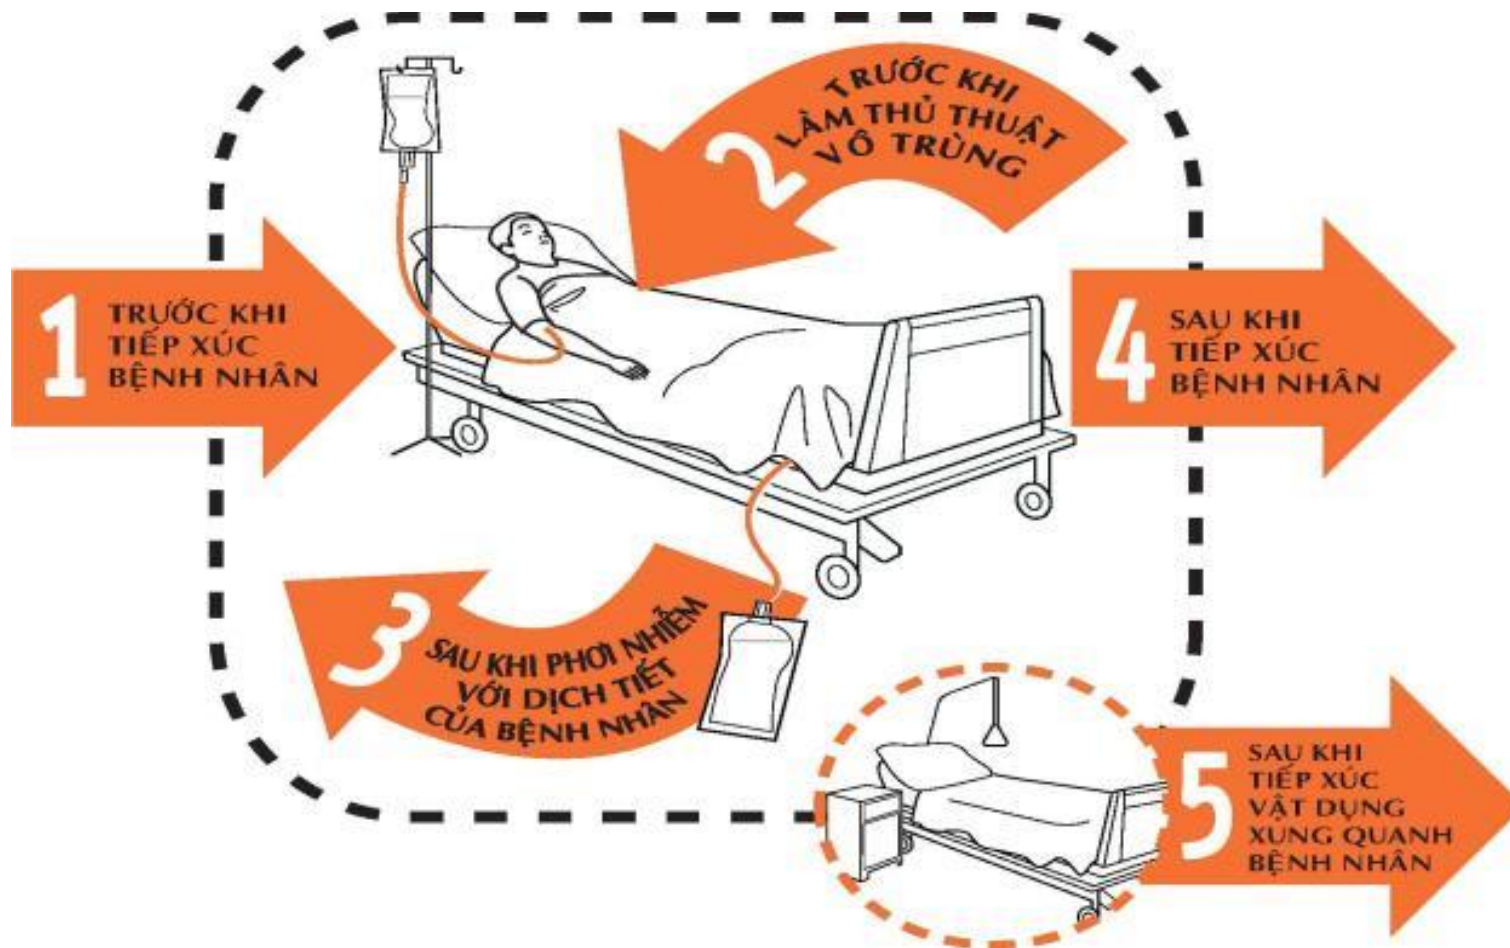 1
TRƯỚC KHI
TIẾP XÚC
BỆNH NHÂN
2
TRƯỚC KHI
LÀM THỦ THUẬT
VÔ TRÙNG
3
SAU KHI PHƠI NHIỄM
VỚI DỊCH TIẾT
CỦA BỆNH NHÂN
4
SAU KHI
TIẾP XÚC
BỆNH NHÂN
5
SAU KHI
TIẾP XÚC
VẬT DỤNG
XUNG QUANH
BỆNH NHÂN